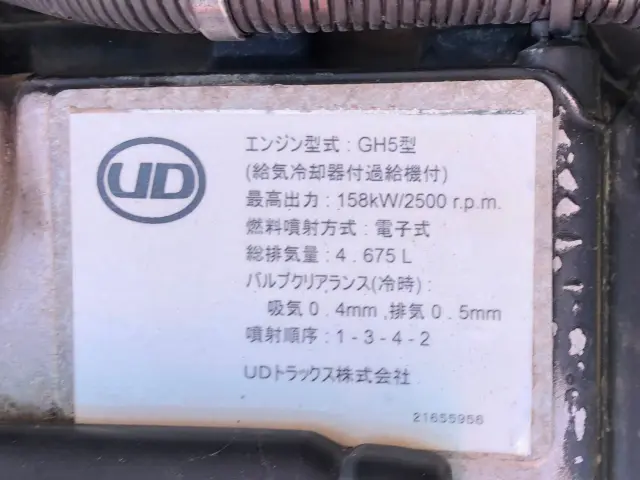 UD
エンジン型式 : GH5型
(給気冷却器付過給機付)
最高出力 : 158kW/2500 r.p.m.
燃料噴射方式 : 電子式
総排気量 : 4 . 675 L
バルブクリアランス(冷時) :
吸気 0 . 4mm ,排気 0 . 5mm
噴射順序 : 1 - 3 - 4 - 2
UDトラックス株式会社
21655956